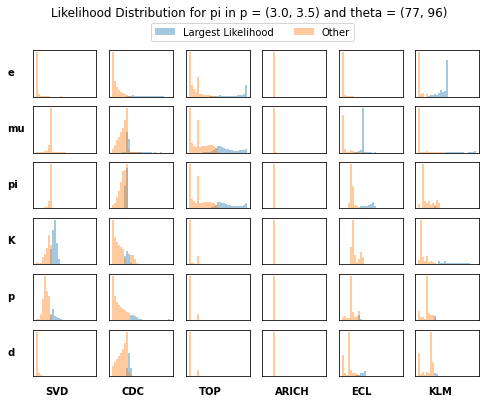 Likelihood Distribution for pi in p = (3.0, 3.5) and theta = (77, 96)
Largest Likelihood Other
e
mu
pi
K
p
d
SVD CDC TOP ARICH ECL KLM